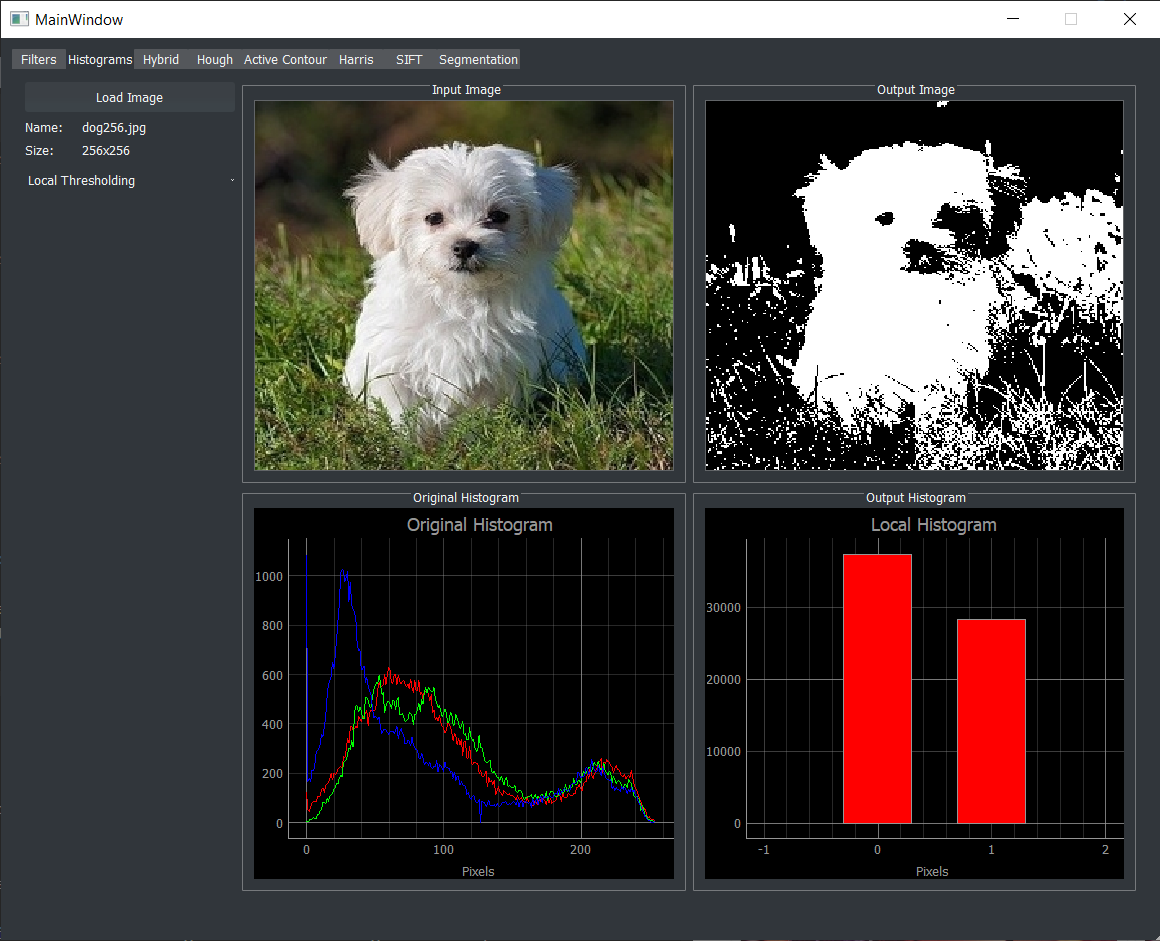 MainWindow
Filters Histograms Hybrid Hough Active Contour Harris SIFT Segmentation
Load Image
Name: dog256.jpg
Size: 256x256
Local Thresholding
Input Image
Output Image
Original Histogram
Original Histogram
1000
800
600
400
200
0
0 100 200
Pixels
Output Histogram
Local Histogram
30000
20000
10000
0
-1 0 1 2
Pixels